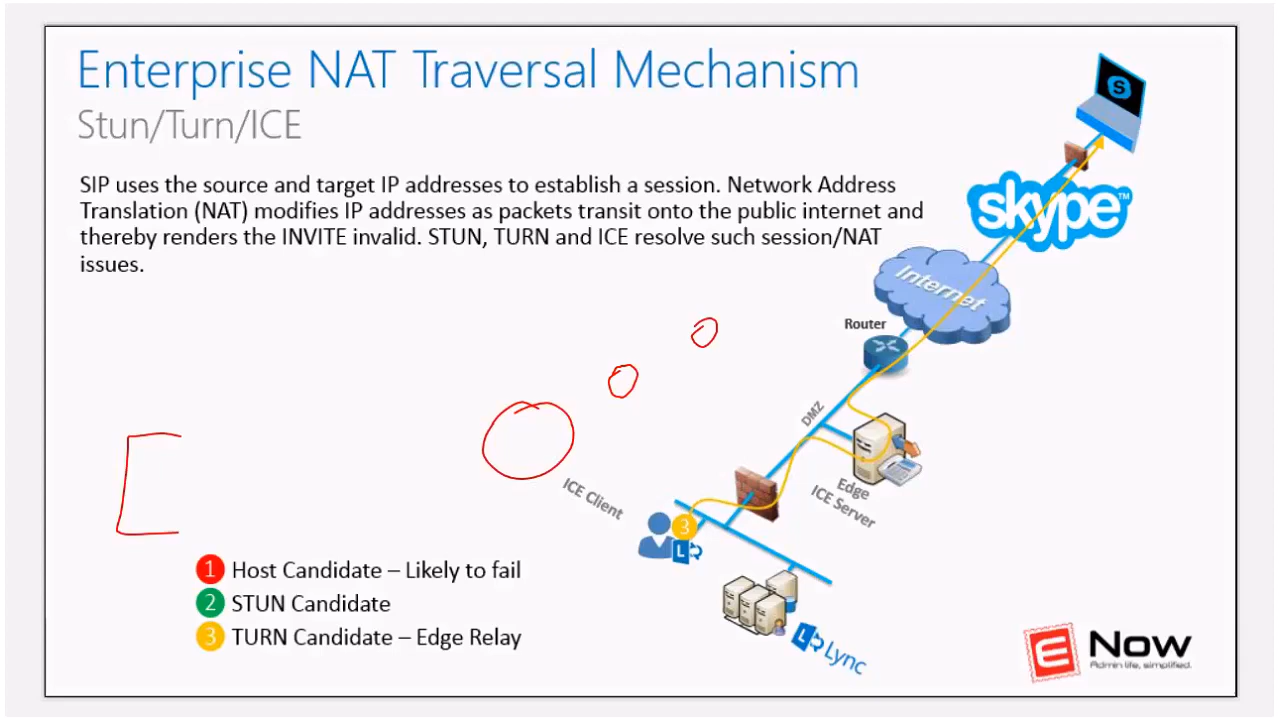 Enterprise NAT Traversal Mechanism
Stun/Turn/ICE
SIP uses the source and target IP addresses to establish a session. Network Address
Translation (NAT) modifies IP addresses as packets transit onto the public internet and
thereby renders the INVITE invalid. STUN, TURN and ICE resolve such session/NAT
issues.
S
skype™
Internet
Router
DMZ
Edge
ICE Server
ICE Client
3
L
1 Host Candidate – Likely to fail
2 STUN Candidate
3 TURN Candidate – Edge Relay
L Lync
E Now
Admin life, simplified.